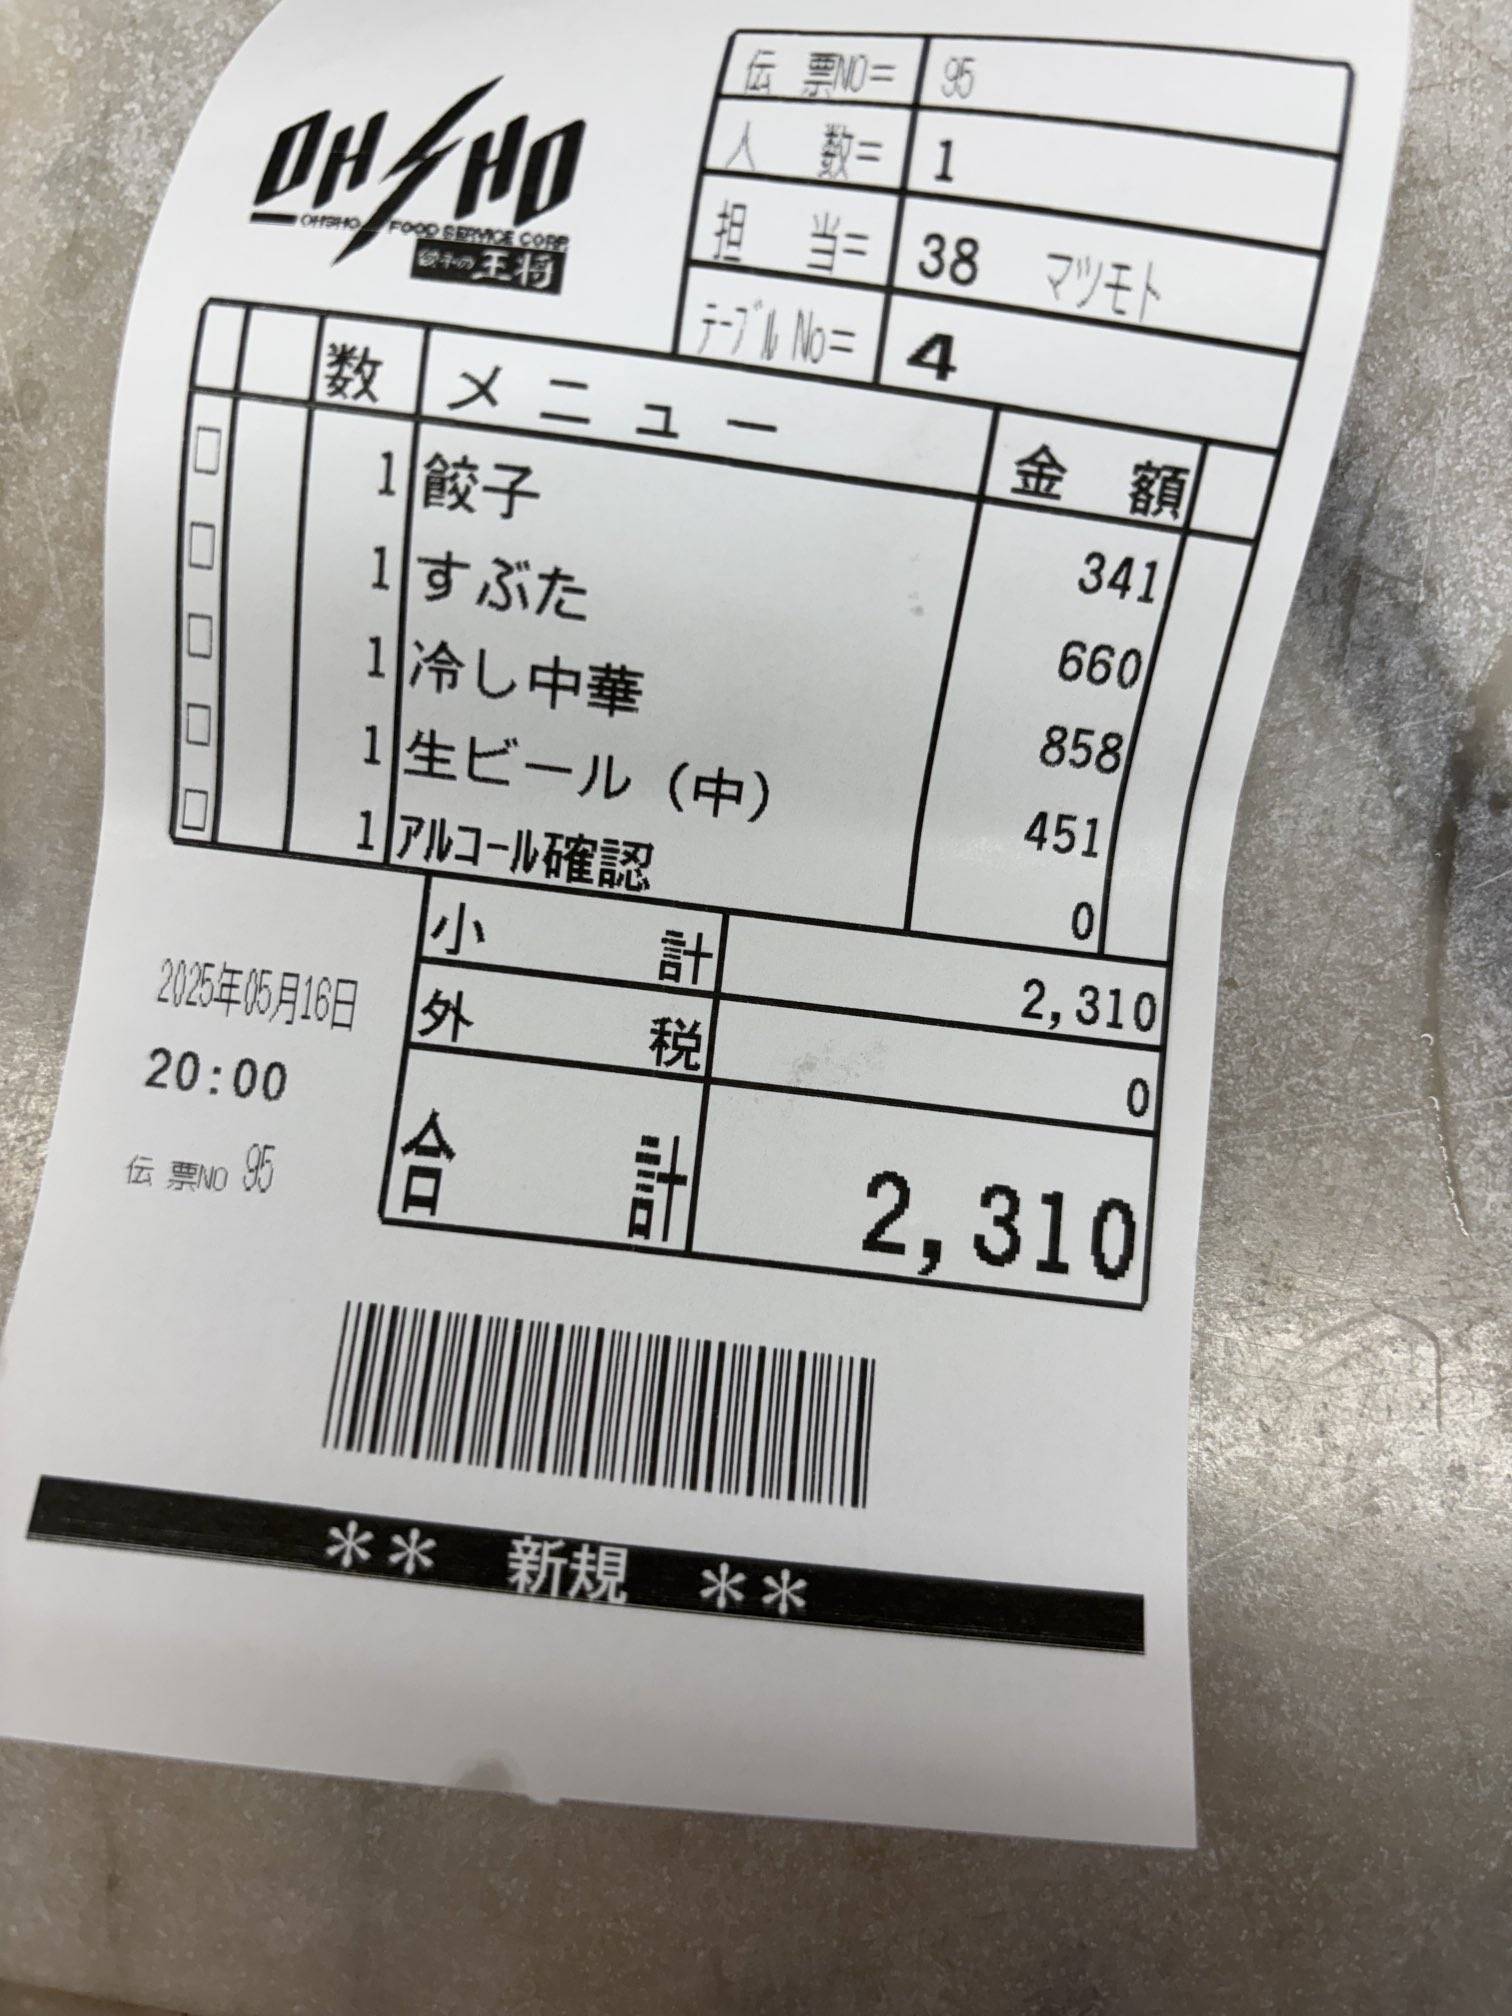 OHSHO
OHSHO FOOD SERVICE CORP.
餃子の王将
伝 票NO= 95
人 数= 1
担 当= 38 マツモト
テーブルNo= 4
数 メニュー 金 額
□ 1 餃子 341
□ 1 すぶた 660
□ 1 冷し中華 858
□ 1 生ビール（中） 451
□ 1 アルコール確認 0
小 計 2,310
外 税 0
合 計 2,310
2025年05月16日
20:00
伝 票NO 95
＊＊ 新規 ＊＊